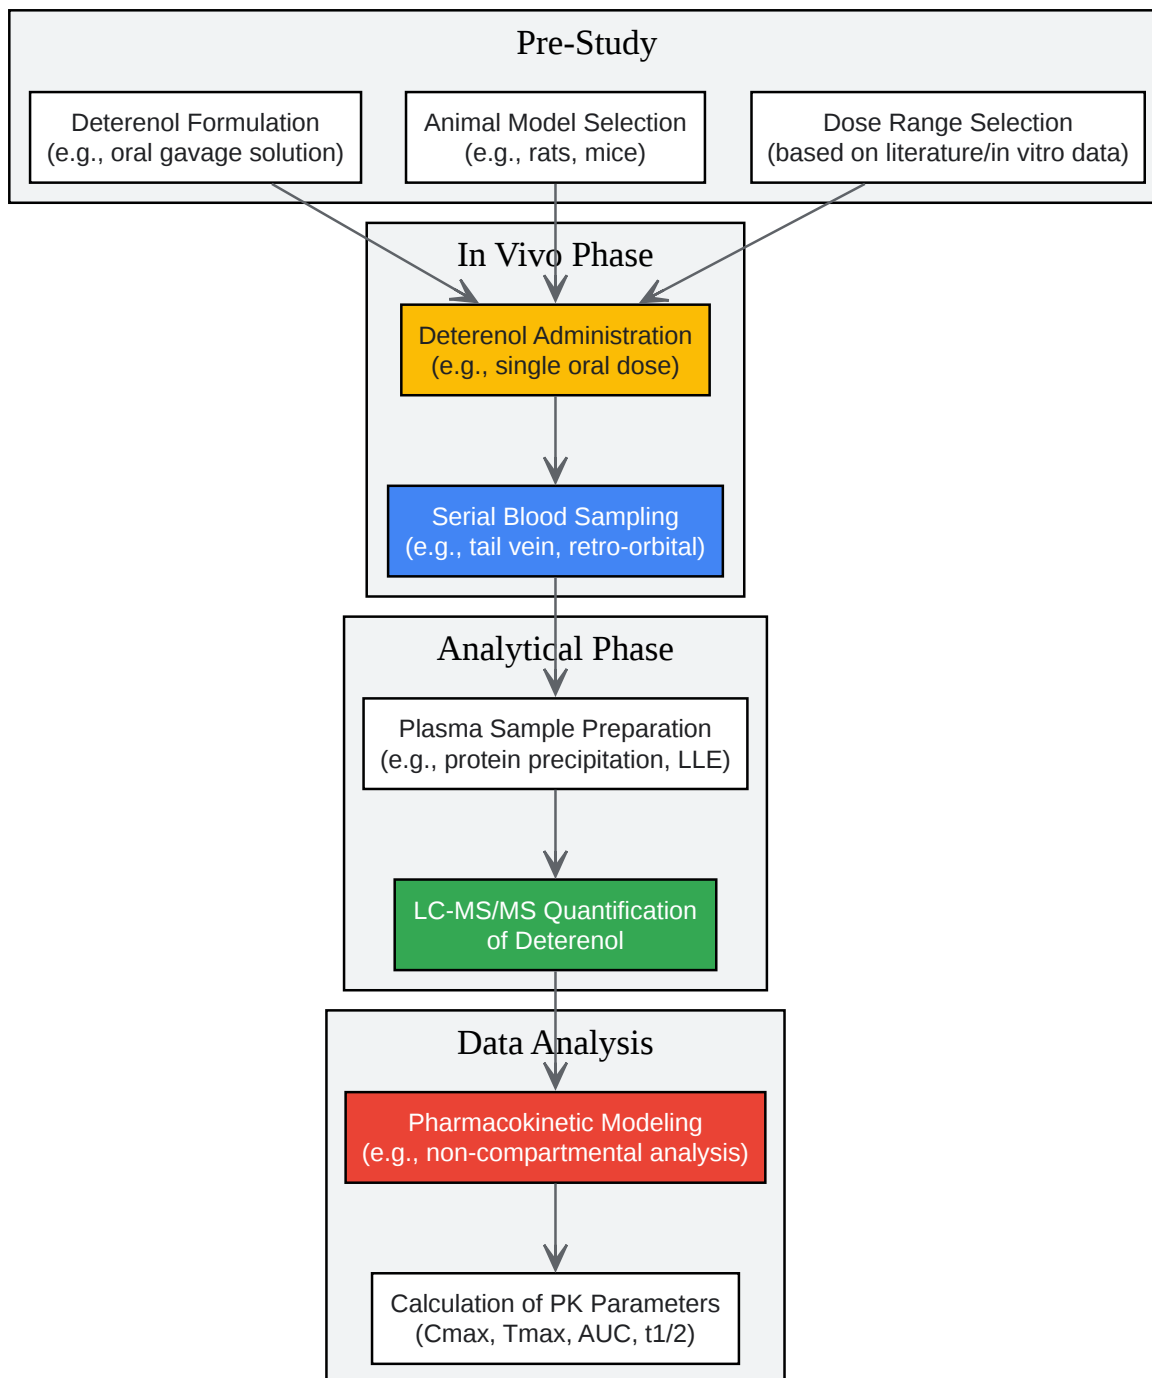 Pre-Study
Deterenol Formulation
(e.g., oral gavage solution)
Animal Model Selection
(e.g., rats, mice)
Dose Range Selection
(based on literature/in vitro data)
In Vivo Phase
Deterenol Administration
(e.g., single oral dose)
Serial Blood Sampling
(e.g., tail vein, retro-orbital)
Analytical Phase
Plasma Sample Preparation
(e.g., protein precipitation, LLE)
LC-MS/MS Quantification
of Deterenol
Data Analysis
Pharmacokinetic Modeling
(e.g., non-compartmental analysis)
Calculation of PK Parameters
(Cmax, Tmax, AUC, t1/2)